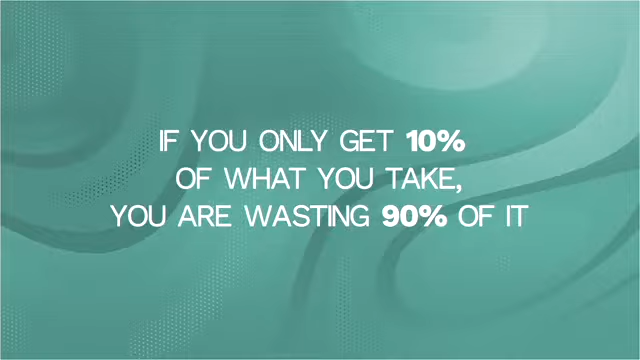 IF YOU ONLY GET 10%
OF WHAT YOU TAKE,
YOU ARE WASTING 90% OF IT